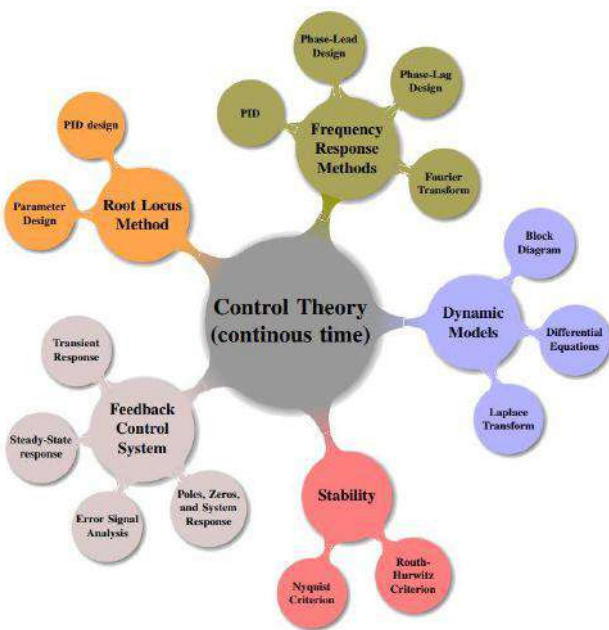 Phase-Lead
Design
Phase-Lag
Design
PID
Frequency
Response
Methods
Fourier
Transform
PID design
Parameter
Design
Root Locus
Method
Control Theory
(continous time)
Block
Diagram
Dynamic
Models
Differential
Equations
Laplace
Transform
Transient
Response
Feedback
Control
System
Steady-State
response
Error Signal
Analysis
Poles, Zeros,
and System
Response
Stability
Nyquist
Criterion
Routh-
Hurwitz
Criterion